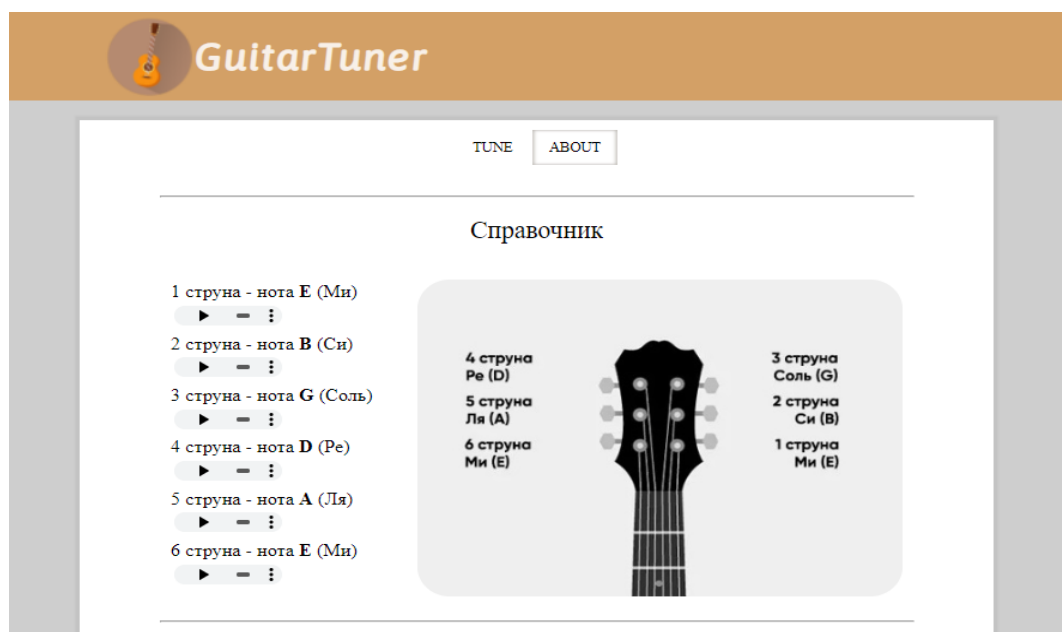 GuitarTuner
TUNE ABOUT
Справочник
1 струна - нота E (Ми)
2 струна - нота B (Си)
3 струна - нота G (Соль)
4 струна - нота D (Ре)
5 струна - нота A (Ля)
6 струна - нота E (Ми)
4 струна
Ре (D)
5 струна
Ля (A)
6 струна
Ми (E)
3 струна
Соль (G)
2 струна
Си (B)
1 струна
Ми (E)